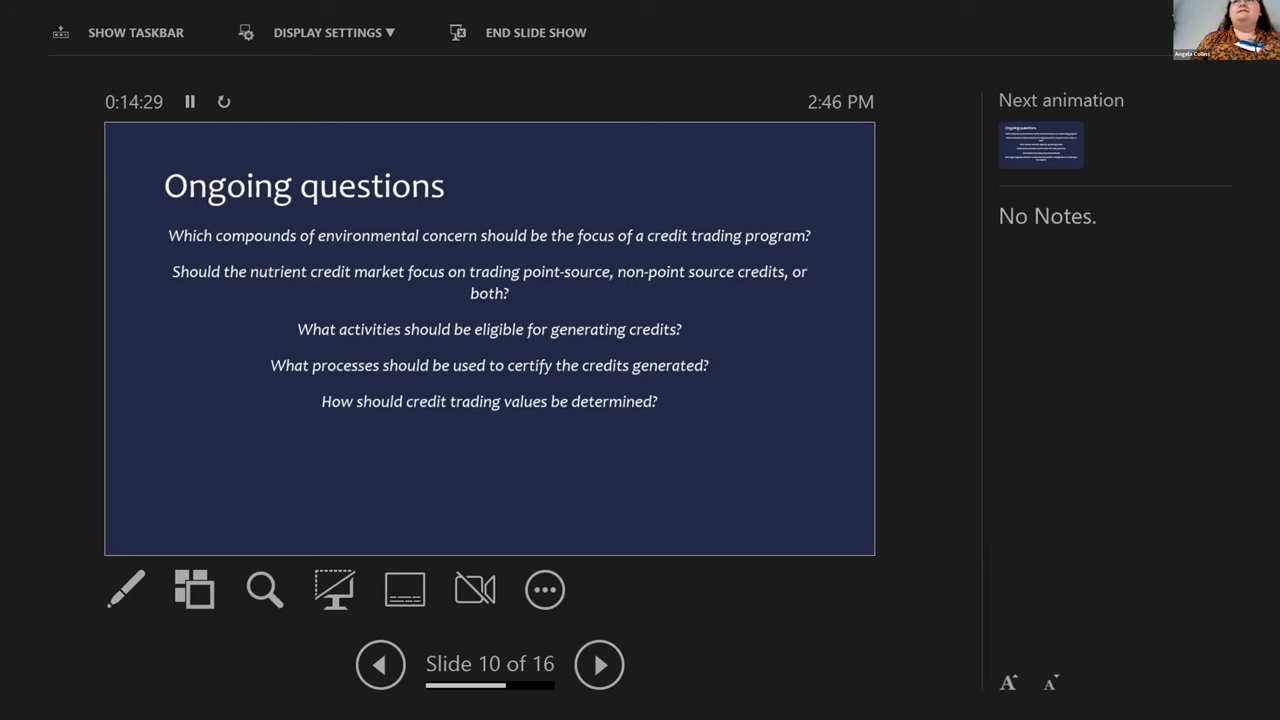 SHOW TASKBAR
DISPLAY SETTINGS ▼
END SLIDE SHOW
Angela Collins
0:14:29
2:46 PM
Next animation
Ongoing questions
Which compounds of environmental concern should be the focus of a credit trading program?
Should the nutrient credit market focus on trading point-source, non-point source credits, or
both?
What activities should be eligible for generating credits?
What processes should be used to certify the credits generated?
How should credit trading values be determined?
Ongoing questions
No Notes.
Slide 10 of 16
A A